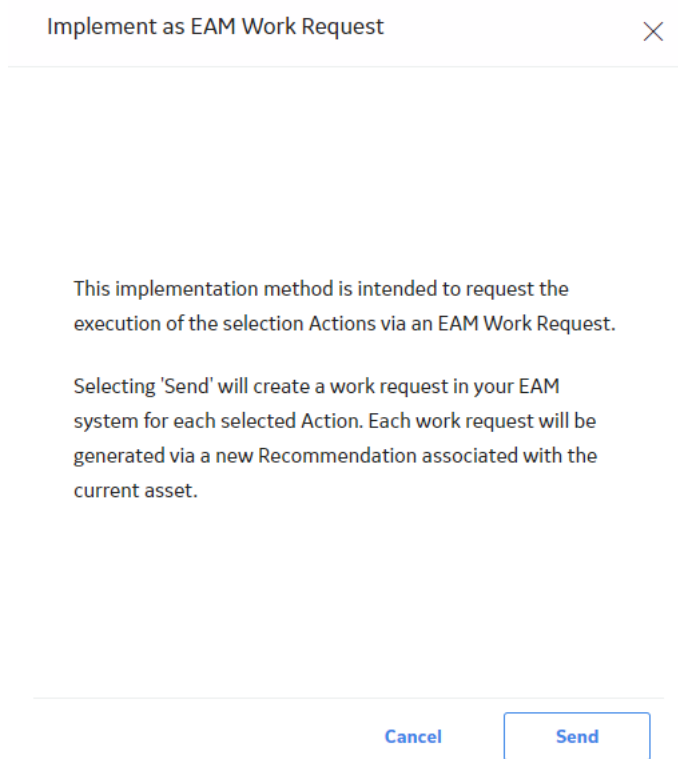 Implement as EAM Work Request
This implementation method is intended to request the
execution of the selection Actions via an EAM Work Request.
Selecting 'Send' will create a work request in your EAM
system for each selected Action. Each work request will be
generated via a new Recommendation associated with the
current asset.
Cancel
Send